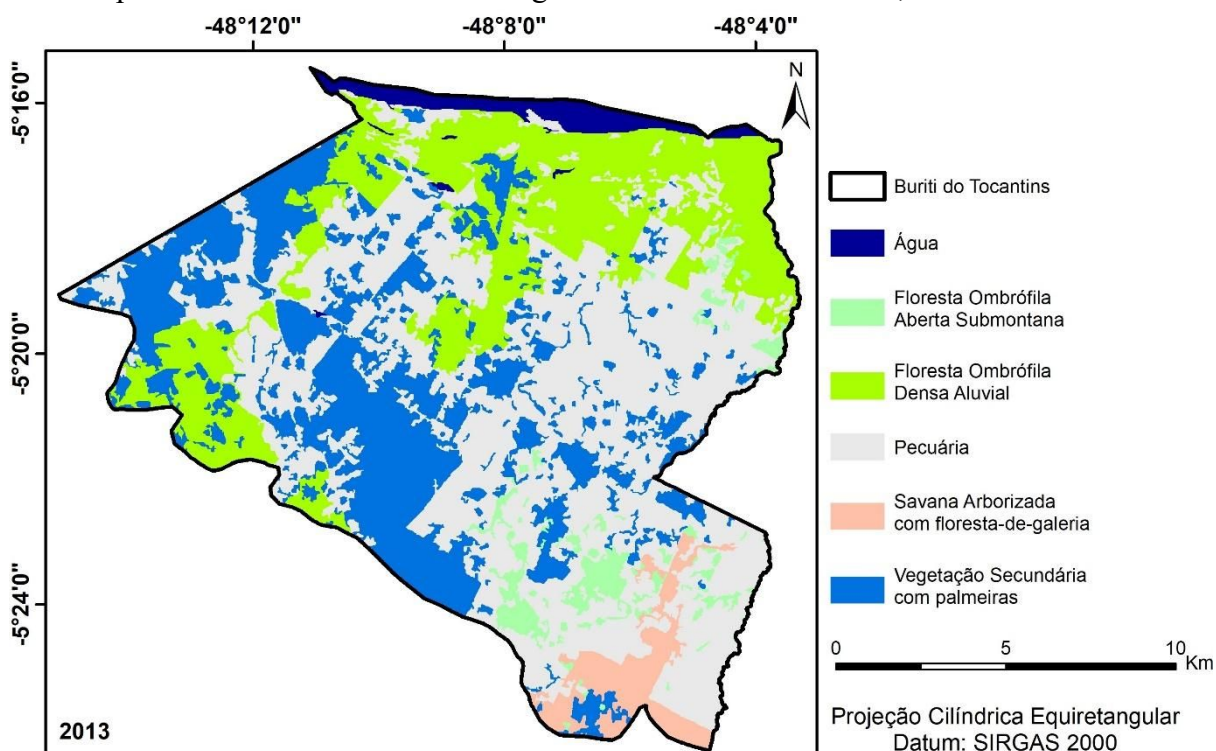 -48°12'0" -48°8'0" -48°4'0"
-5°16'0"
-5°20'0"
-5°24'0"
N
2013
Buriti do Tocantins
Água
Floresta Ombrófila
Aberta Submontana
Floresta Ombrófila
Densa Aluvial
Pecuária
Savana Arborizada
com floresta-de-galeria
Vegetação Secundária
com palmeiras
0 5 10
Km
Projeção Cilíndrica Equiretangular
Datum: SIRGAS 2000